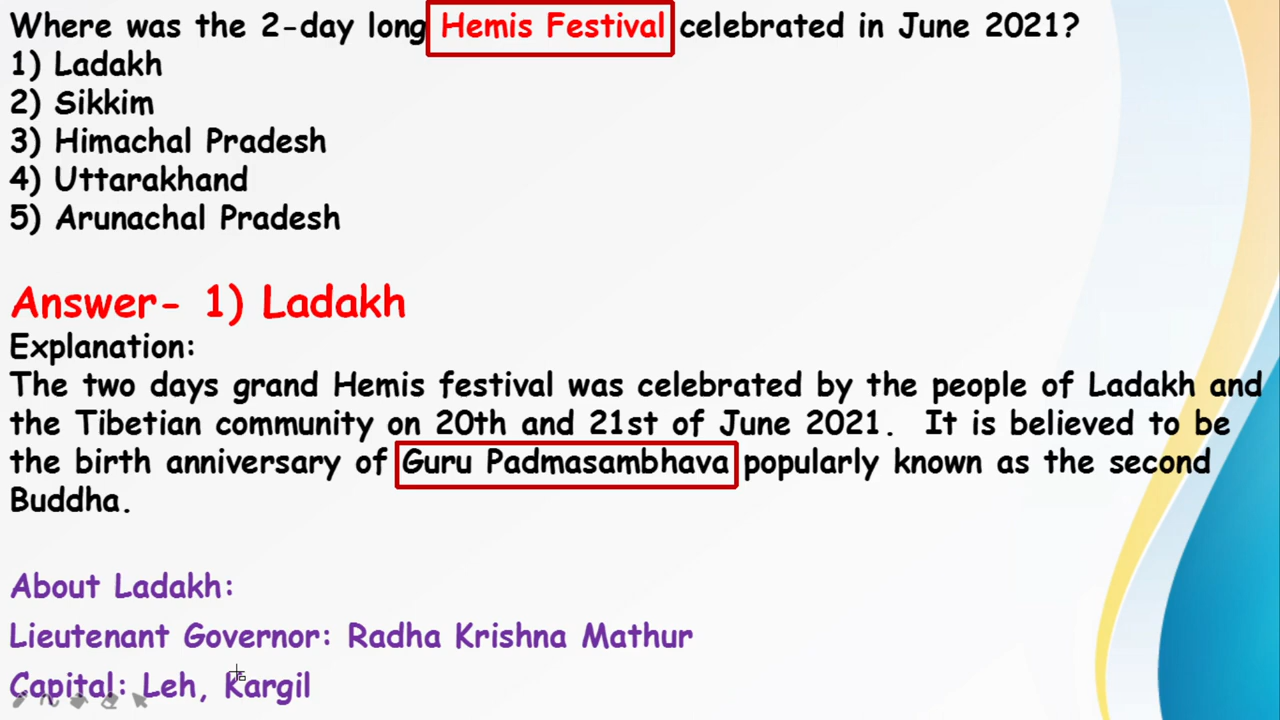 Where was the 2-day long Hemis Festival celebrated in June 2021?
1) Ladakh
2) Sikkim
3) Himachal Pradesh
4) Uttarakhand
5) Arunachal Pradesh
Answer- 1) Ladakh
Explanation:
The two days grand Hemis festival was celebrated by the people of Ladakh and
the Tibetian community on 20th and 21st of June 2021. It is believed to be
the birth anniversary of Guru Padmasambhava popularly known as the second
Buddha.
About Ladakh:
Lieutenant Governor: Radha Krishna Mathur
Capital: Leh, Kargil